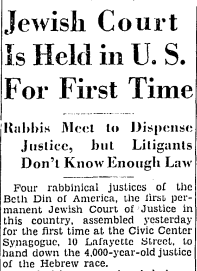 Jewish Court
Is Held in U. S.
For First Time
Rabbis Meet to Dispense
Justice, but Litigants
Don't Know Enough Law
Four rabbinical justices of the
Beth Din of America, the first per-
manent Jewish Court of Justice in
this country, assembled yesterday
for the first time at the Civic Center
Synagogue, 10 Lafayette Street, to
hand down the 4,000-year-old justice
of the Hebrew race.